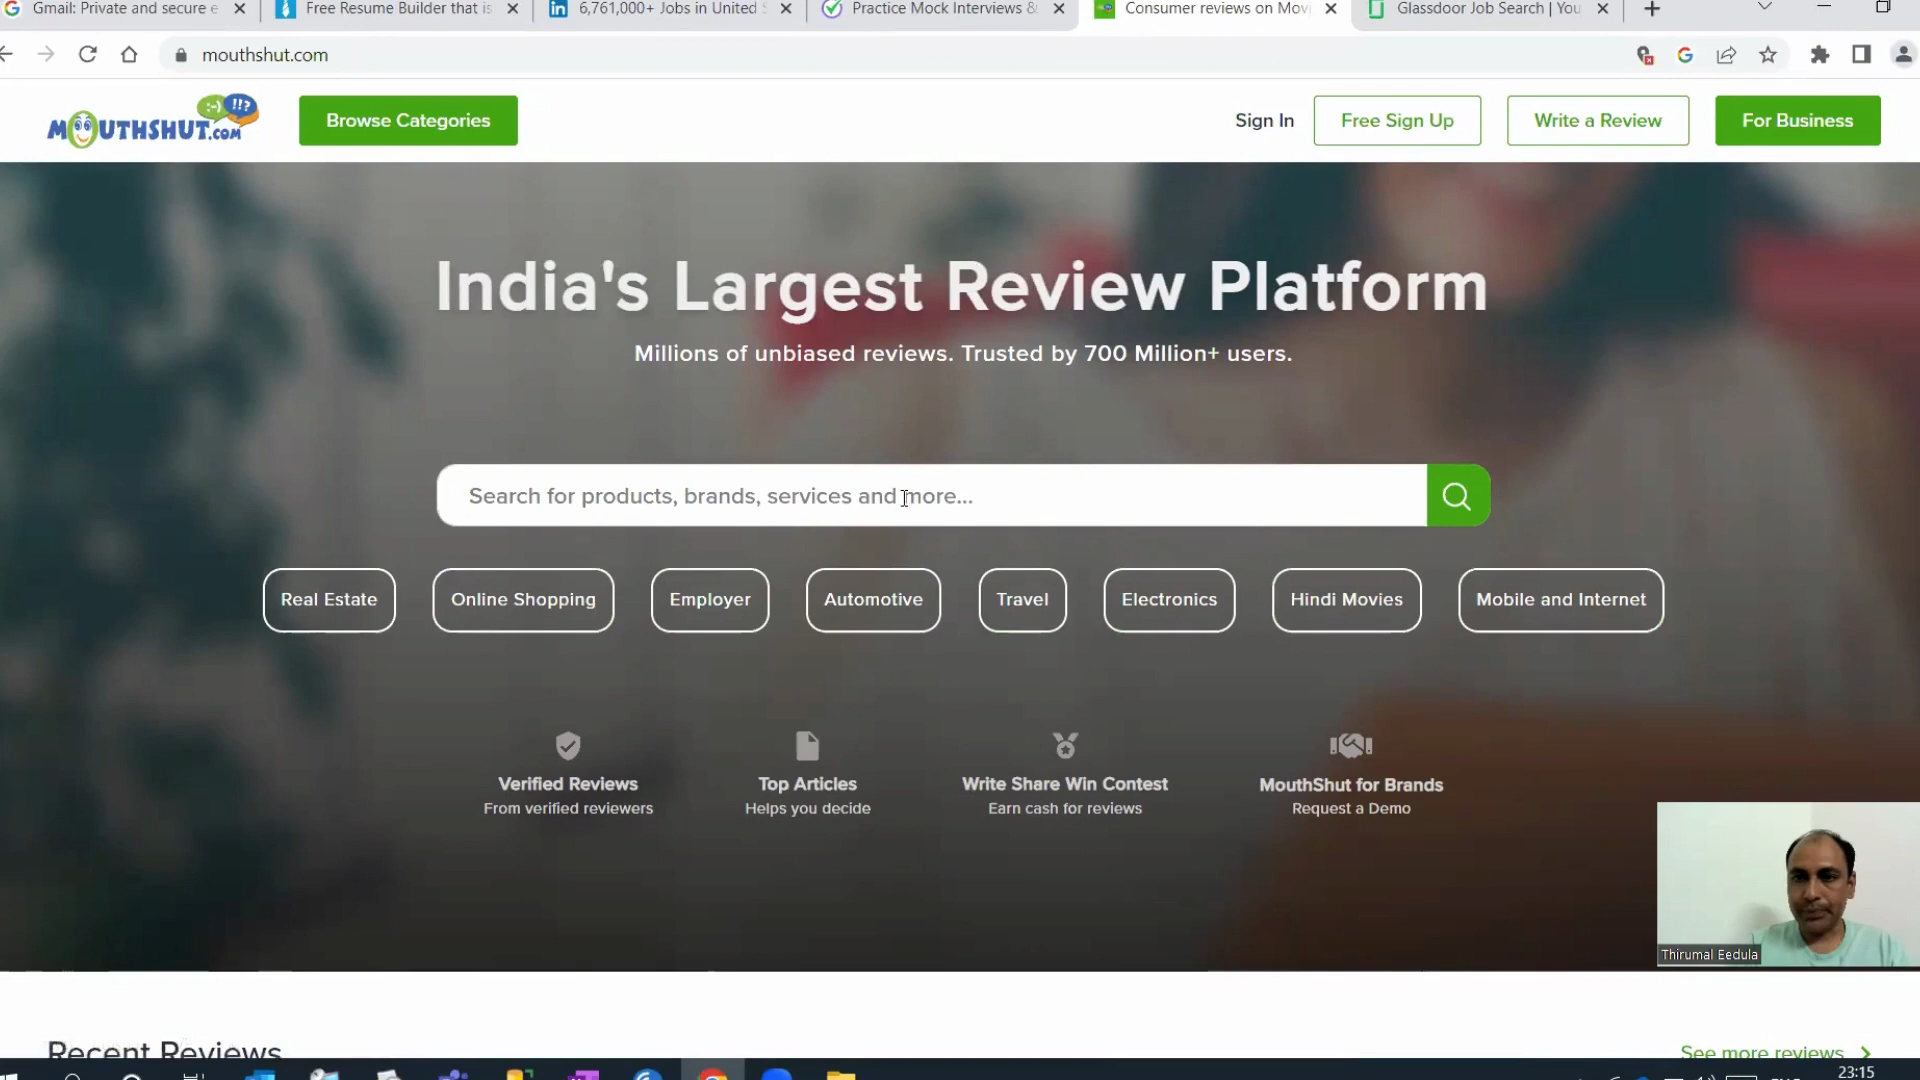 Gmail: Private and secure e
Free Resume Builder that is
6,761,000+ Jobs in United S
Practice Mock Interviews &
Consumer reviews on Mov
Glassdoor Job Search | You
mouthshut.com
MOUTHSHUT.COM
:-) !!?
Browse Categories
Sign In
Free Sign Up
Write a Review
For Business
India's Largest Review Platform
Millions of unbiased reviews. Trusted by 700 Million+ users.
Search for products, brands, services and more...
Real Estate
Online Shopping
Employer
Automotive
Travel
Electronics
Hindi Movies
Mobile and Internet
Verified Reviews
From verified reviewers
Top Articles
Helps you decide
Write Share Win Contest
Earn cash for reviews
MouthShut for Brands
Request a Demo
Thirumal Eedula
Recent Reviews
See more reviews
23:15